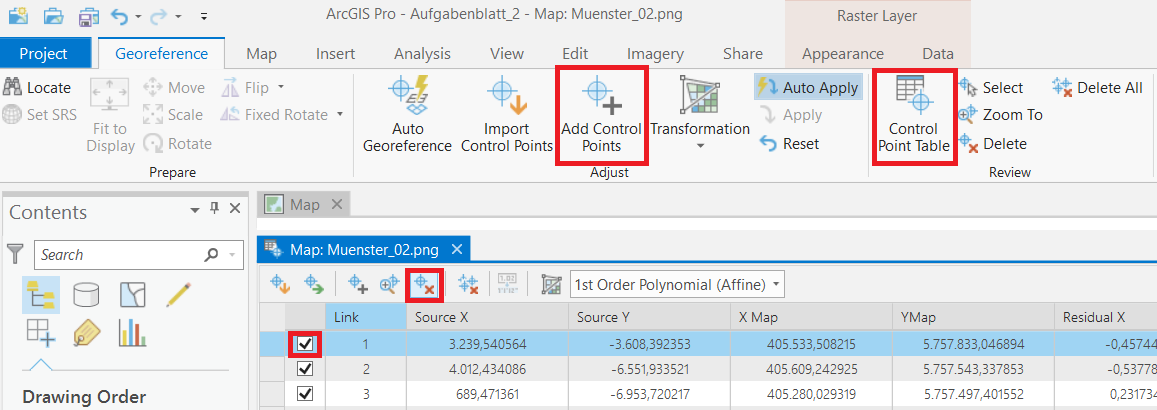 ArcGIS Pro - Aufgabenblatt_2 - Map: Muenster_02.png
Raster Layer
Project Georeference Map Insert Analysis View Edit Imagery Share Appearance Data
Locate
Set SRS
Fit to
Display
Move
Scale
Rotate
Flip
Fixed Rotate
Prepare
Auto
Georeference
Import
Control Points
Add Control
Points
Transformation
Auto Apply
Apply
Reset
Adjust
Control
Point Table
Select
Zoom To
Delete
Delete All
Review
Contents
Search
Drawing Order
Map
Map: Muenster_02.png
1st Order Polynomial (Affine)
Link Source X Source Y X Map YMap Residual X
1 3.239,540564 -3.608,392353 405.533,508215 5.757.833,046894 -0,45744
2 4.012,434086 -6.551,933521 405.609,242925 5.757.543,337853 -0,53778
3 689,471361 -6.953,720217 405.280,029319 5.757.497,401552 0,231734